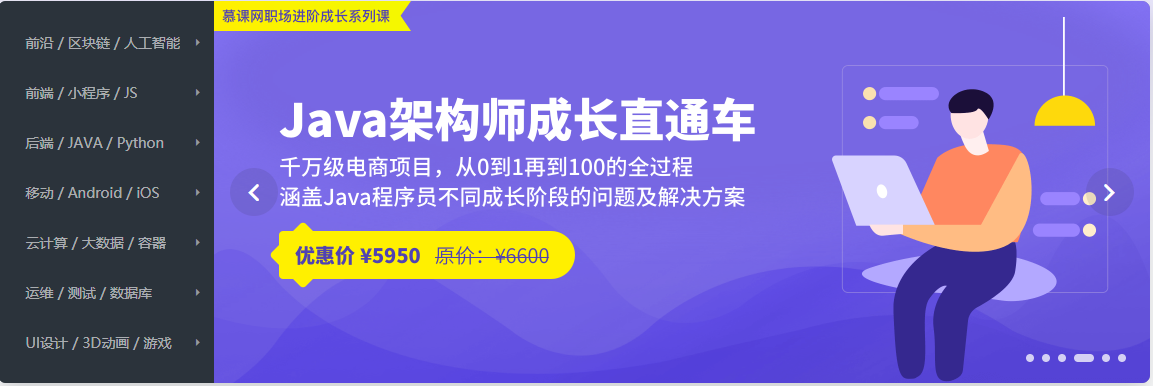 前沿 / 区块链 / 人工智能
前端 / 小程序 / JS
后端 / JAVA / Python
移动 / Android / iOS
云计算 / 大数据 / 容器
运维 / 测试 / 数据库
UI设计 / 3D动画 / 游戏
慕课网职场进阶成长系列课
Java架构师成长直通车
千万级电商项目，从0到1再到100的全过程
涵盖Java程序员不同成长阶段的问题及解决方案
优惠价 ¥5950 原价：¥6600